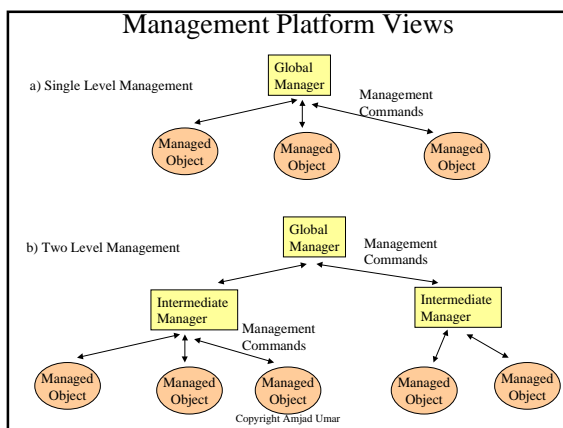 Management Platform Views
a) Single Level Management
Global
Manager
Management
Commands
Managed
Object
Managed
Object
Managed
Object
b) Two Level Management
Global
Manager
Management
Commands
Intermediate
Manager
Intermediate
Manager
Management
Commands
Managed
Object
Managed
Object
Managed
Object
Managed
Object
Managed
Object
Copyright Amjad Umar